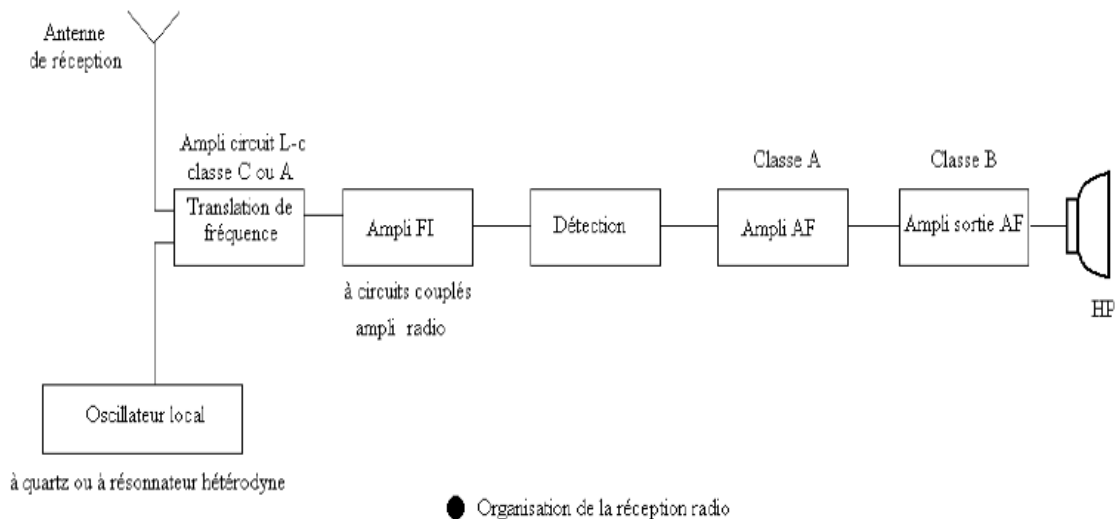 Antenne
de réception
Ampli circuit L-c
classe C ou A
Translation de
fréquence
Ampli FI
à circuits couplés
ampli radio
Détection
Classe A
Ampli AF
Classe B
Ampli sortie AF
HP
Oscillateur local
à quartz ou à résonnateur hétérodyne
Organisation de la réception radio